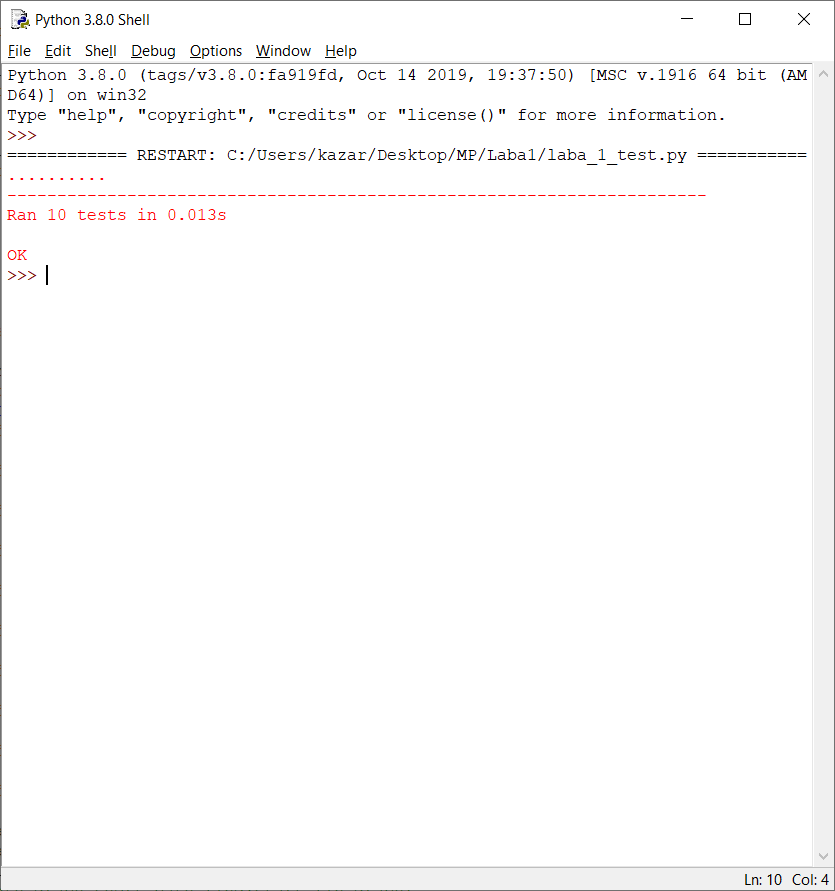 Python 3.8.0 Shell
File Edit Shell Debug Options Window Help
Python 3.8.0 (tags/v3.8.0:fa919fd, Oct 14 2019, 19:37:50) [MSC v.1916 64 bit (AM
D64)] on win32
Type "help", "copyright", "credits" or "license()" for more information.
>>>
============ RESTART: C:/Users/kazar/Desktop/MP/Laba1/laba_1_test.py ===========
..........
----------------------------------------------------------------------
Ran 10 tests in 0.013s
OK
>>>
Ln: 10 Col: 4